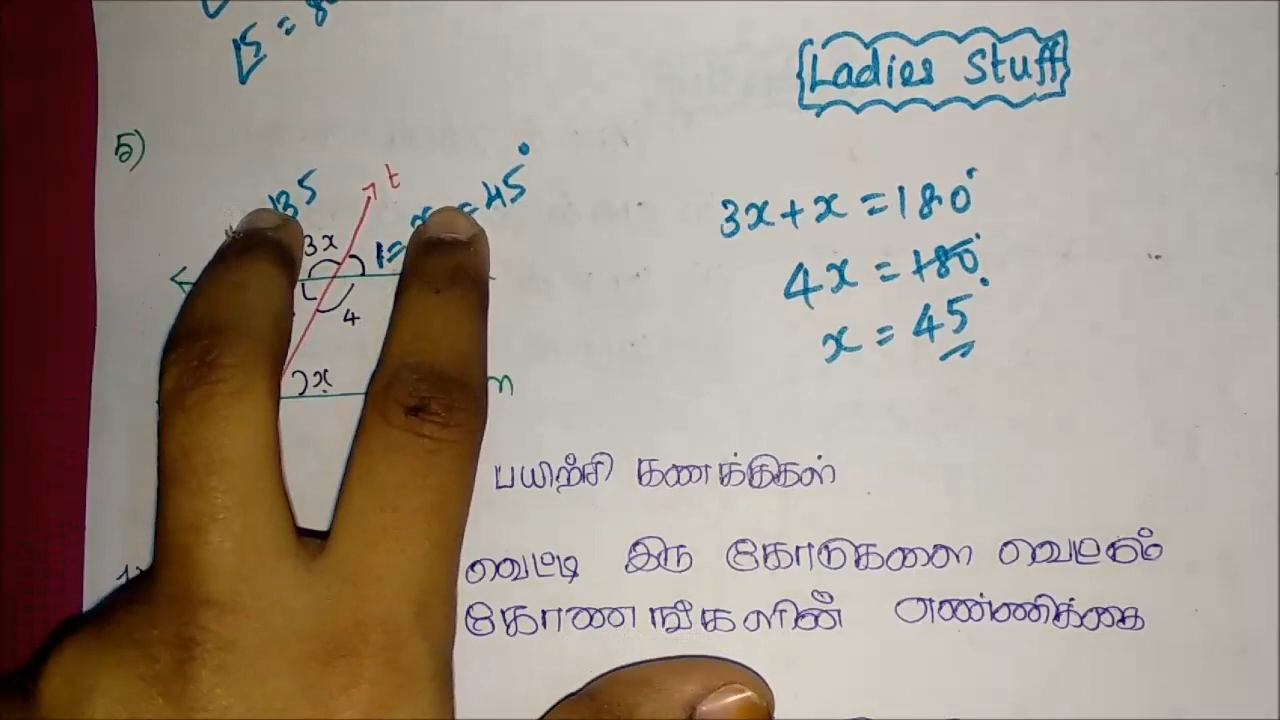 Ladies Stuff
5)
135
t
1= x = 45°
3x
4
x
m
3x+x=180°
4x = 180°
x = 45°
பயிற்சி கணக்குகள்
வெட்டி இரு கோடுகளை வெட்டும்
கோணங்களின் எண்ணிக்கை